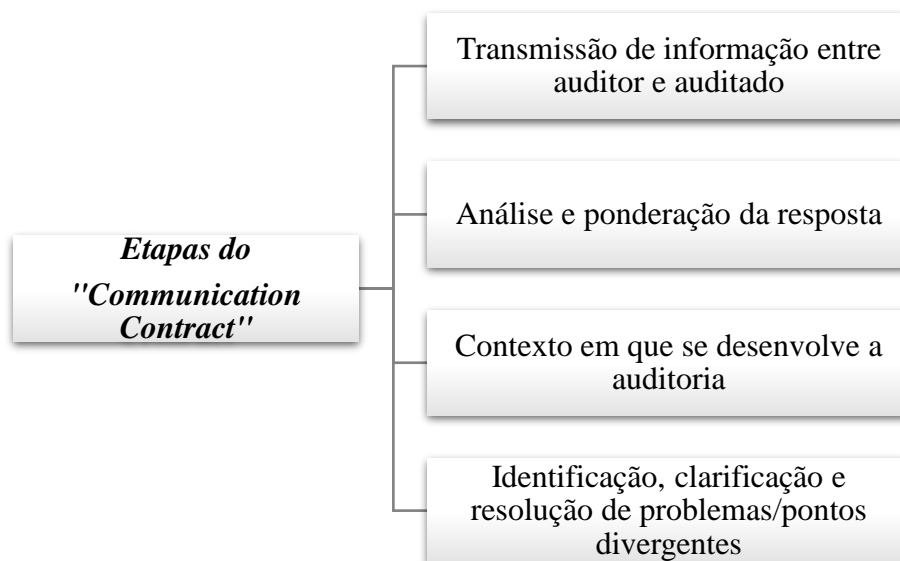 Transmissão de informação entre
auditor e auditado
Análise e ponderação da resposta
Etapas do
"Communication
Contract"
Contexto em que se desenvolve a
auditoria
Identificação, clarificação e
resolução de problemas/pontos
divergentes